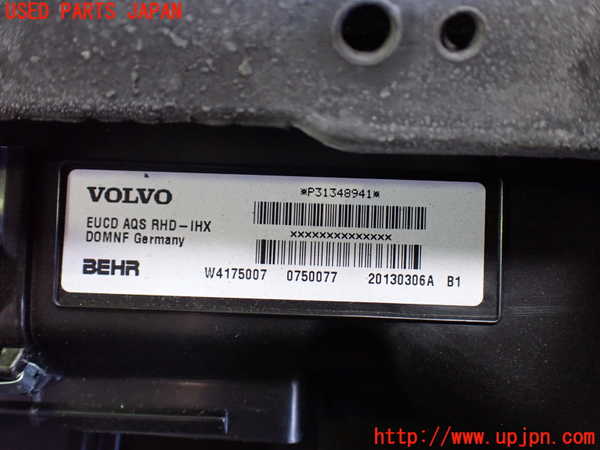 USED PARTS JAPAN
VOLVO
*P31348941*
EUCD AQS RHD-IHX
DOMNF Germany
xxxxxxxxxxxxxx
BEHR
W4175007 0750077 20130306A B1
http://www.upjpn.com/